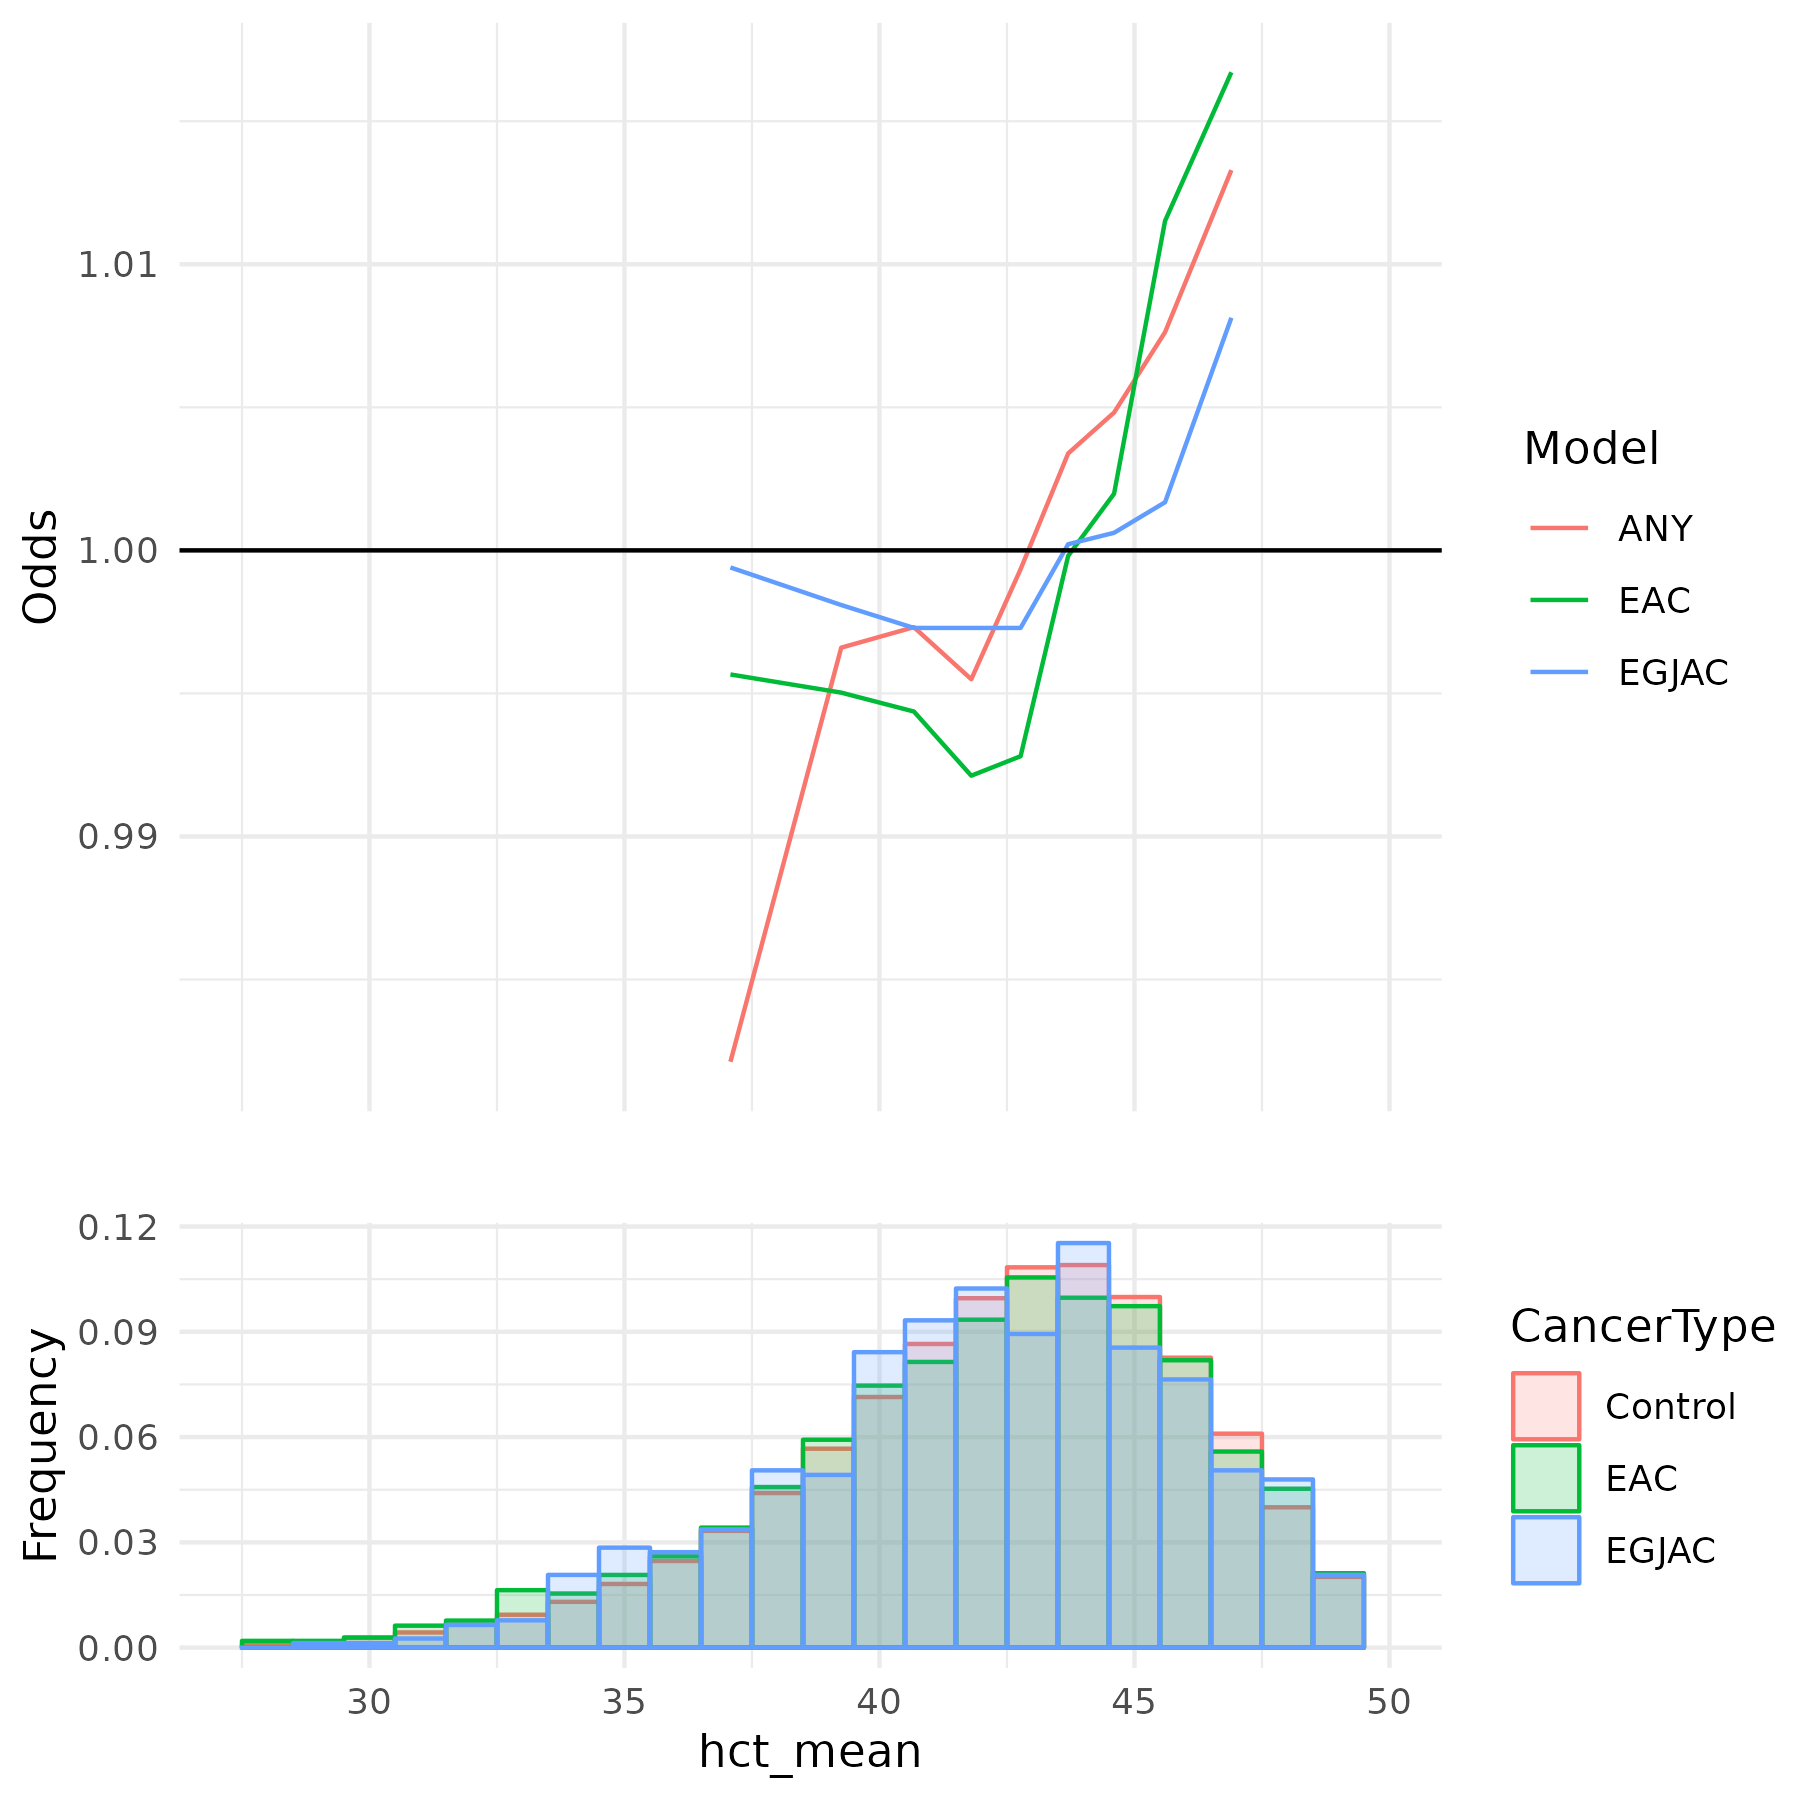 1.01
1.00
0.99
Odds
Model
ANY
EAC
EGJAC
0.12
0.09
0.06
0.03
0.00
Frequency
30 35 40 45 50
hct_mean
CancerType
Control
EAC
EGJAC